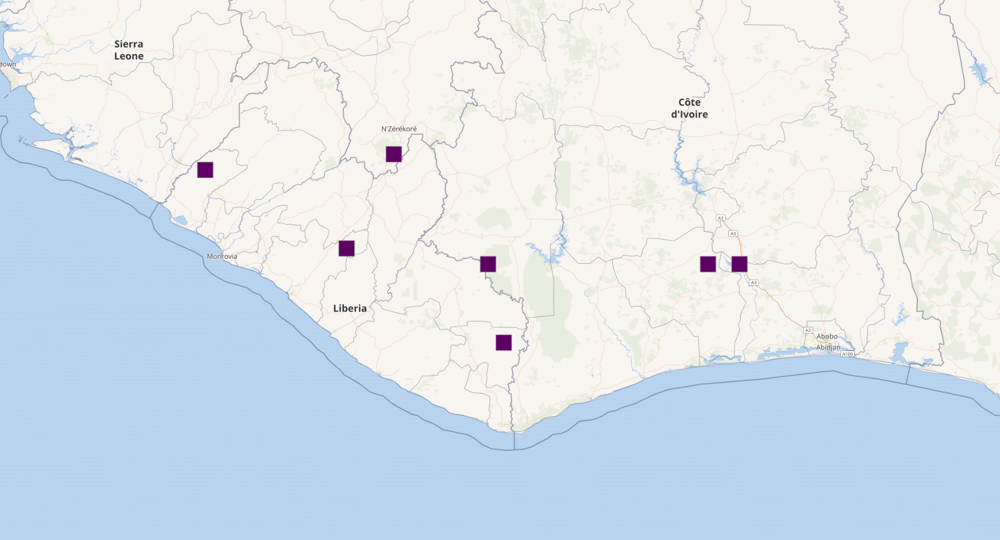 Sierra
Leone
town
Côte
d'Ivoire
N'Zérékoré
A3
A3
Monrovia
A3
Liberia
A3
Abobo
Abidjan
A100